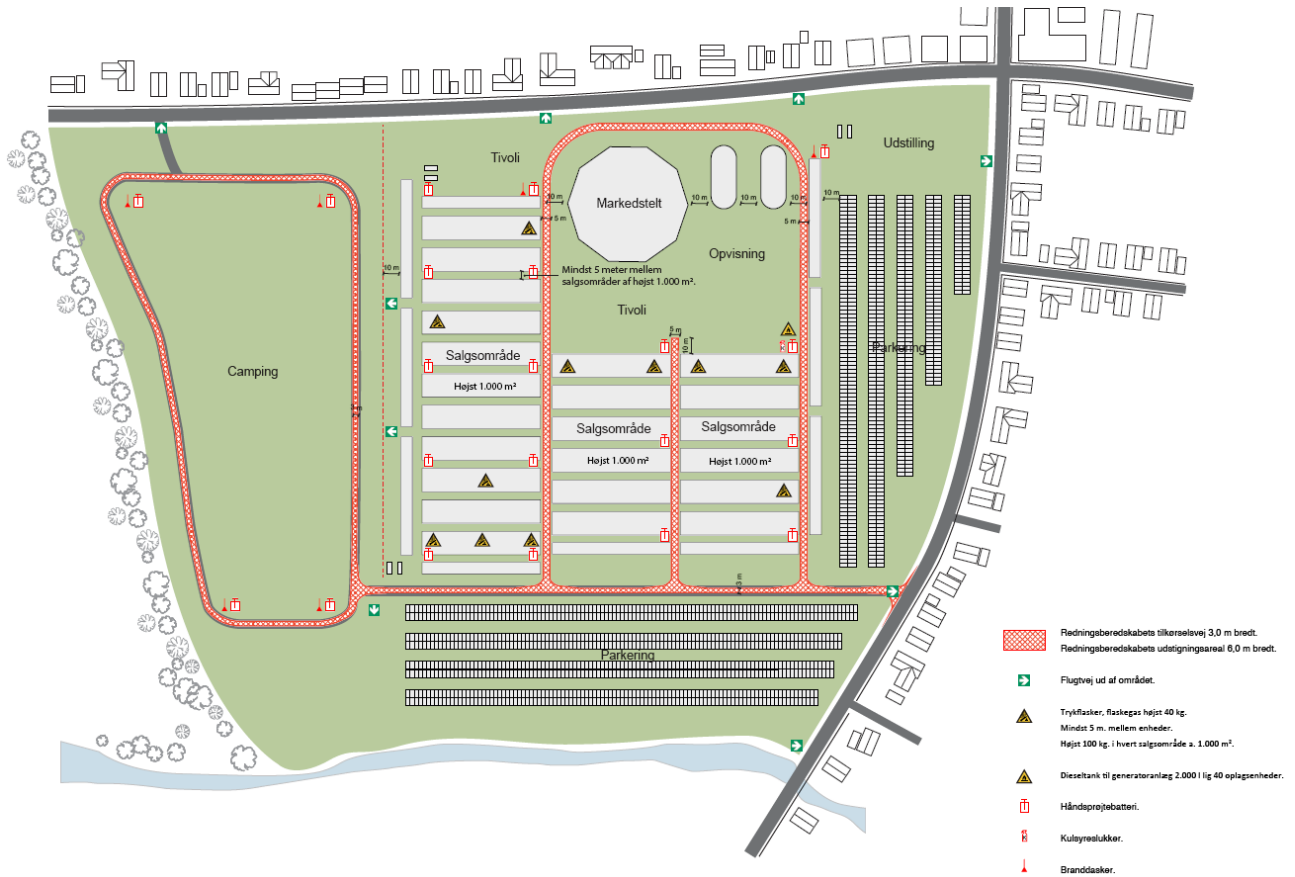 Tivoli
Udstilling
10 m
Markedstelt
10 m
10 m
10 m
10 m
5 m
5 m
Opvisning
10 m
Mindst 5 meter mellem
salgsområder af højst 1.000 m².
Tivoli
5 m
10 m
Salgsområde
Parkering
Camping
Højst 1.000 m²
3 m
Salgsområde
Salgsområde
Højst 1.000 m²
Højst 1.000 m²
3 m
Parkering
Redningsberedskabets tilkørselsvej 3,0 m bredt.
Redningsberedskabets udstigningsareal 6,0 m bredt.
Flugtvej ud af området.
Trykflasker, flaskegas højst 40 kg.
Mindst 5 m. mellem enheder.
Højst 100 kg. i hvert salgsområde a. 1.000 m².
Dieseltank til generatoranlæg 2.000 l lig 40 oplagsenheder.
Håndsprøjtebatteri.
Kulsyreslukker.
Branddasker.